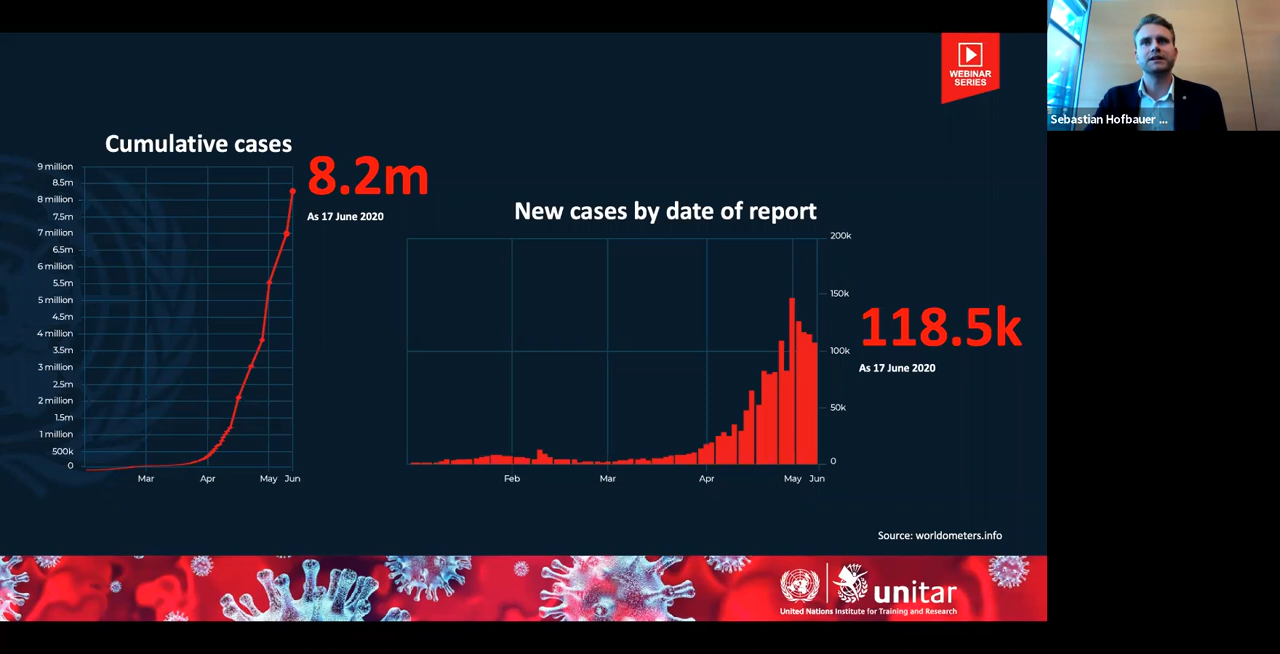 WEBINAR
SERIES
Sebastian Hofbauer ...
Cumulative cases
9 million
8.5m
8 million
7.5m
7 million
6.5m
6 million
5.5m
5 million
4.5m
4 million
3.5m
3 million
2.5m
2 million
1.5m
1 million
500k
0
Mar Apr May Jun
8.2m
As 17 June 2020
New cases by date of report
200k
150k
100k
50k
0
Feb Mar Apr May Jun
118.5k
As 17 June 2020
Source: worldometers.info
unitar
United Nations Institute for Training and Research